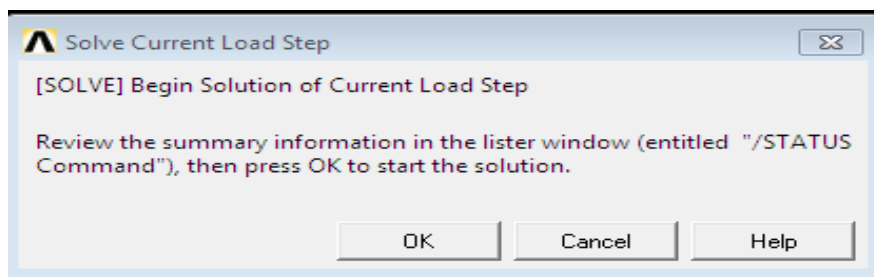 Solve Current Load Step
[SOLVE] Begin Solution of Current Load Step
Review the summary information in the lister window (entitled "/STATUS
Command"), then press OK to start the solution.
OK Cancel Help